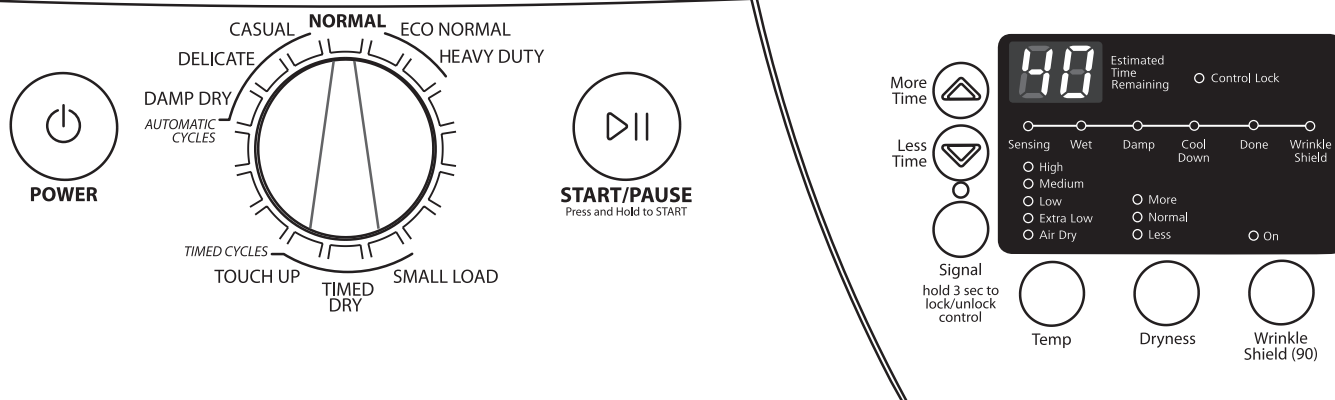 POWER
CASUAL
NORMAL
ECO NORMAL
DELICATE
HEAVY DUTY
DAMP DRY
AUTOMATIC
CYCLES
TIMED CYCLES
TOUCH UP
TIMED
DRY
SMALL LOAD
START/PAUSE
Press and Hold to START
More
Time
Less
Time
Signal
hold 3 sec to
lock/unlock
control
40
Estimated
Time
Remaining
Control Lock
Sensing
Wet
Damp
Cool
Down
Done
Wrinkle
Shield
High
Medium
Low
Extra Low
Air Dry
More
Normal
Less
On
Temp
Dryness
Wrinkle
Shield (90)